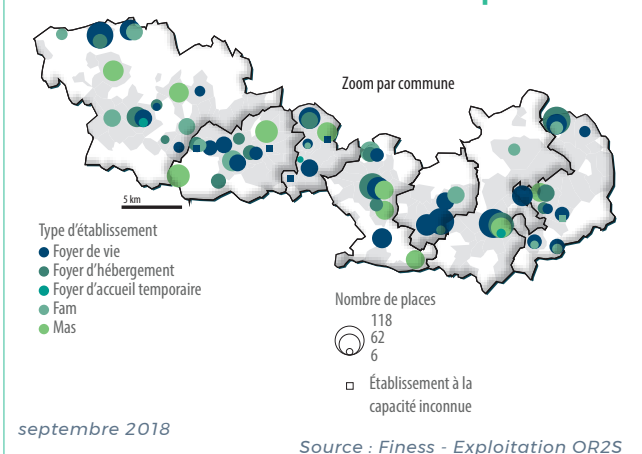 Zoom par commune
5 km
Type d'établissement
Foyer de vie
Foyer d'hébergement
Foyer d'accueil temporaire
Fam
Mas
Nombre de places
118
62
6
Établissement à la
capacité inconnue
septembre 2018
Source : Finess - Exploitation OR2S